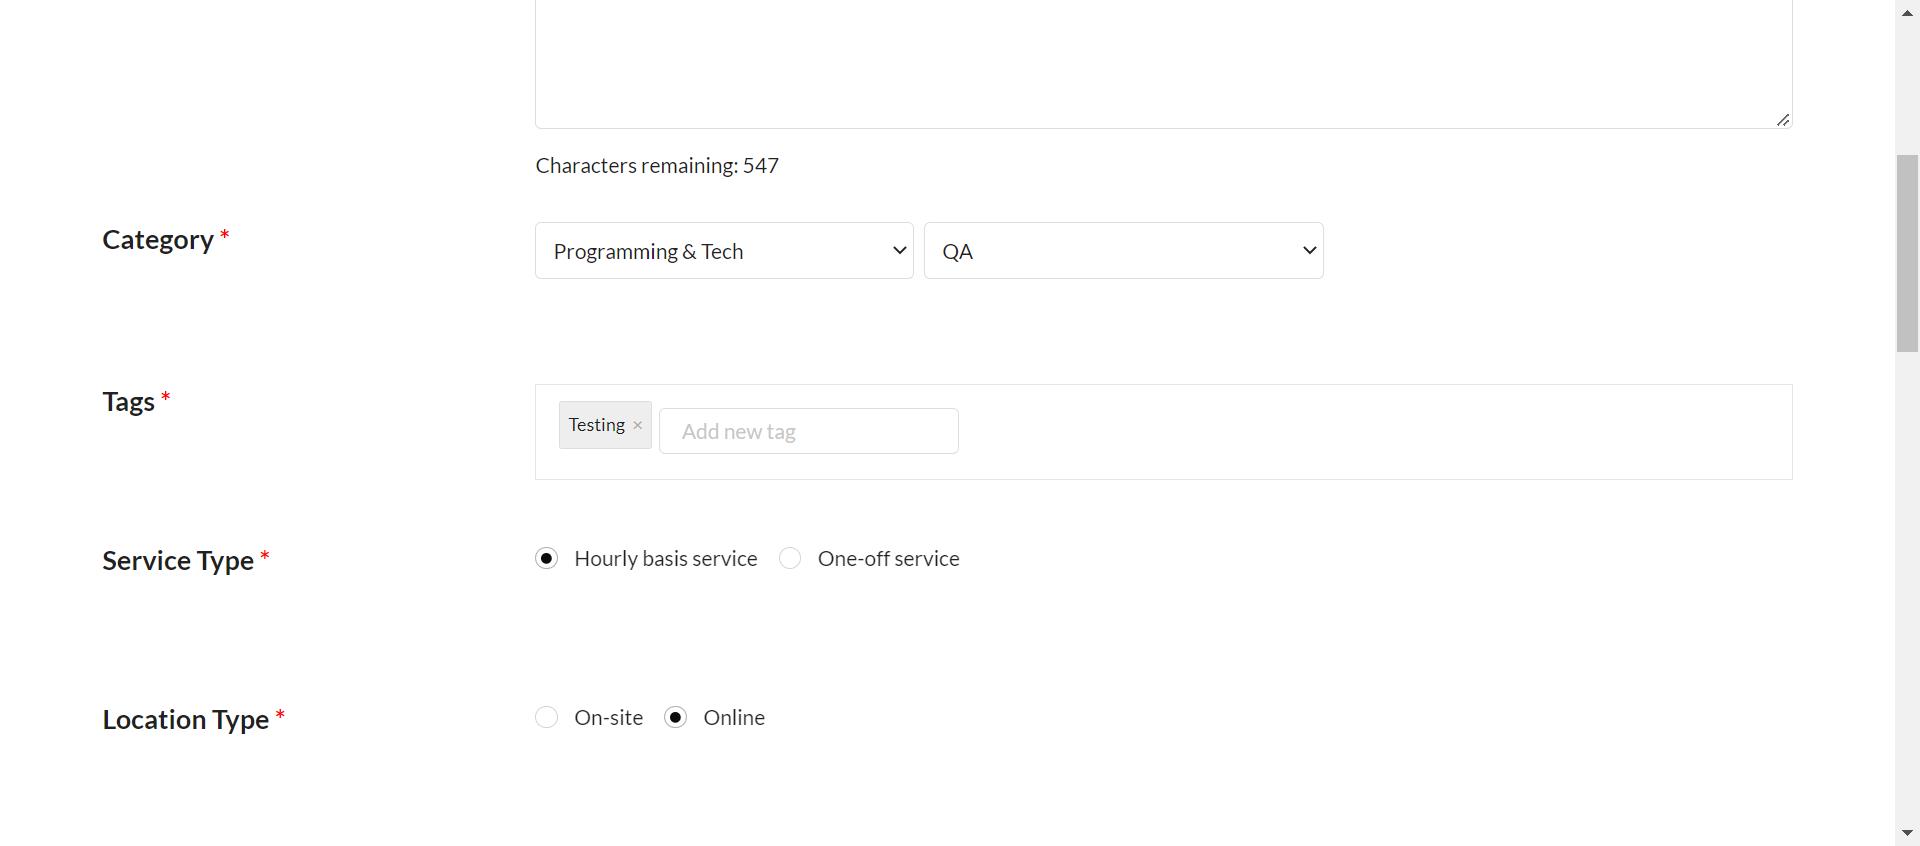 Characters remaining: 547
Category *
Programming & Tech
QA
Tags *
Testing ×
Add new tag
Service Type *
Hourly basis service
One-off service
Location Type *
On-site
Online